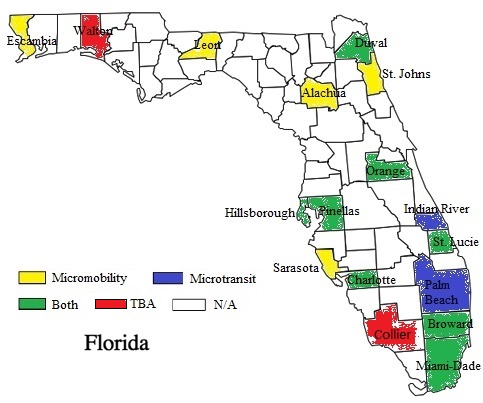 Escambia
Walton
Leon
Duval
St. Johns
Alachua
Orange
Hillsborough
Pinellas
Indian River
St. Lucie
Sarasota
Charlotte
Palm
Beach
Broward
Collier
Miami-Dade
Micromobility
Microtransit
Both
TBA
N/A
Florida